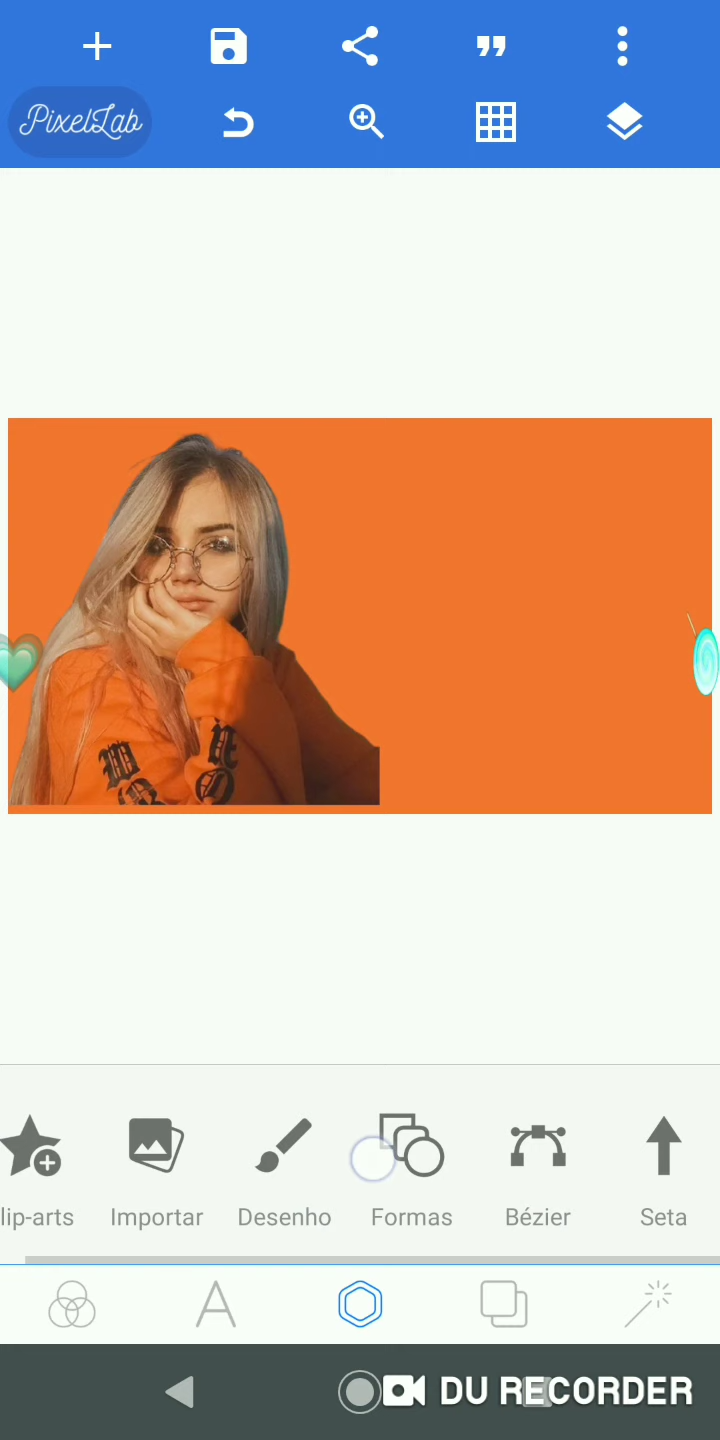 PixelLab
lip-arts
Importar
Desenho
Formas
Bézier
Seta
DU RECORDER